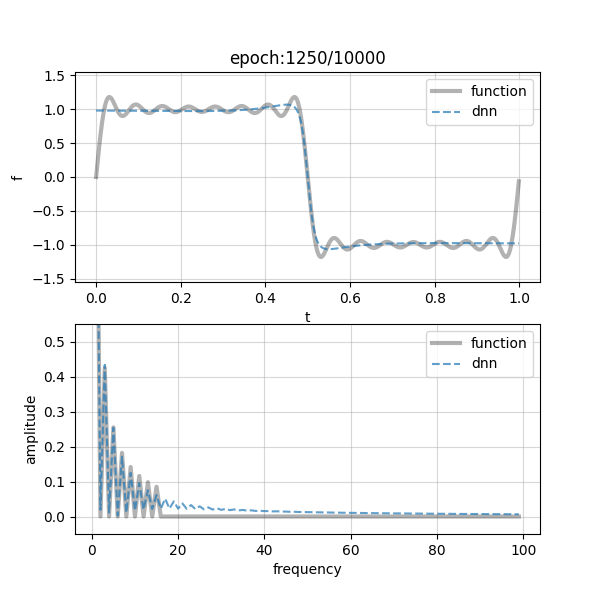 epoch:1250/10000
1.5
1.0
0.5
0.0
−0.5
−1.0
−1.5
f
function
dnn
0.0 0.2 0.4 0.6 0.8 1.0
t
0.5
0.4
0.3
0.2
0.1
0.0
amplitude
function
dnn
0 20 40 60 80 100
frequency